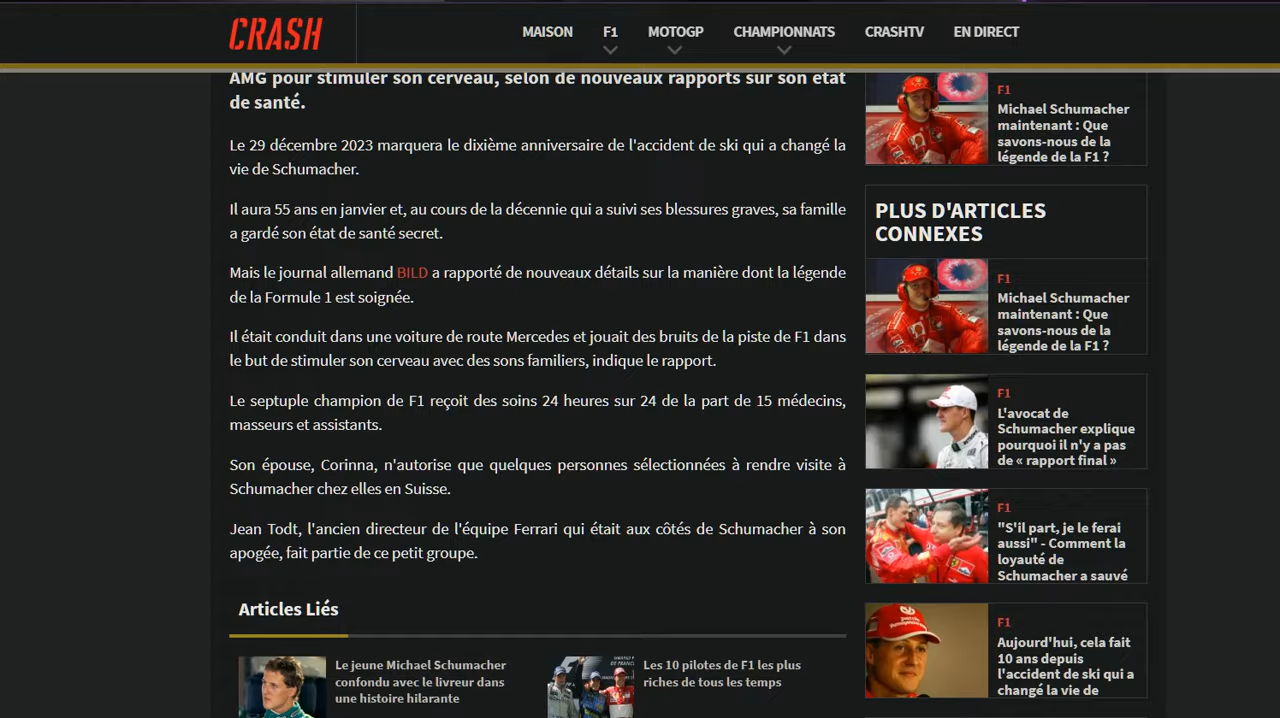 CRASH
MAISON F1 MOTOGP CHAMPIONNATS CRASHTV EN DIRECT
AMG pour stimuler son cerveau, selon de nouveaux rapports sur son état
de santé.
Le 29 décembre 2023 marquera le dixième anniversaire de l'accident de ski qui a changé la
vie de Schumacher.
Il aura 55 ans en janvier et, au cours de la décennie qui a suivi ses blessures graves, sa famille
a gardé son état de santé secret.
Mais le journal allemand BILD a rapporté de nouveaux détails sur la manière dont la légende
de la Formule 1 est soignée.
Il était conduit dans une voiture de route Mercedes et jouait des bruits de la piste de F1 dans
le but de stimuler son cerveau avec des sons familiers, indique le rapport.
Le septuple champion de F1 reçoit des soins 24 heures sur 24 de la part de 15 médecins,
masseurs et assistants.
Son épouse, Corinna, n'autorise que quelques personnes sélectionnées à rendre visite à
Schumacher chez elles en Suisse.
Jean Todt, l'ancien directeur de l'équipe Ferrari qui était aux côtés de Schumacher à son
apogée, fait partie de ce petit groupe.
Articles Liés
Le jeune Michael Schumacher
confondu avec le livreur dans
une histoire hilarante
Les 10 pilotes de F1 les plus
riches de tous les temps
F1
Michael Schumacher
maintenant : Que
savons-nous de la
légende de la F1 ?
PLUS D'ARTICLES
CONNEXES
F1
Michael Schumacher
maintenant : Que
savons-nous de la
légende de la F1 ?
F1
L'avocat de
Schumacher explique
pourquoi il n'y a pas
de « rapport final »
F1
"S'il part, je le ferai
aussi" - Comment la
loyauté de
Schumacher a sauvé
F1
Aujourd'hui, cela fait
10 ans depuis
l'accident de ski qui a
changé la vie de